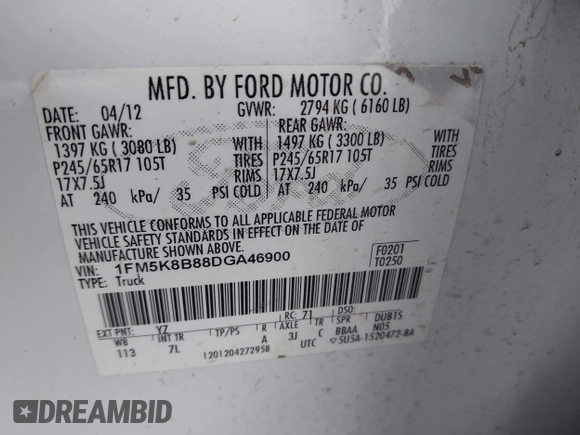 MFD. BY FORD MOTOR CO.
DATE: 04/12 GVWR: 2794 KG ( 6160 LB)
FRONT GAWR: REAR GAWR:
1397 KG ( 3080 LB) WITH 1497 KG ( 3300 LB) WITH
P245/65R17 105T TIRES P245/65R17 105T TIRES
17X7.5J RIMS 17X7.5J RIMS
AT 240 kPa/ 35 PSI COLD AT 240 kPa/ 35 PSI COLD
THIS VEHICLE CONFORMS TO ALL APPLICABLE FEDERAL MOTOR
VEHICLE SAFETY STANDARDS IN EFFECT ON THE DATE OF
MANUFACTURE SHOWN ABOVE.
VIN: 1FM5K8B88DGA46900 F0201
TYPE: Truck T0250
EXT PNT: YZ RC: 71 DSO:
WB INT TR TP/PS R AXLE TR SPR DUB1S
113 7L A 3J C BBAA N05
1201204272958 UTC ▽5U5A-1520472-BA
DREAMBID